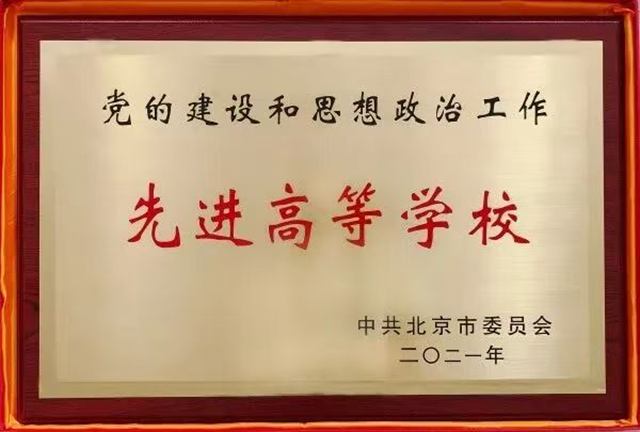 党的建设和思想政治工作
先进高等学校
中共北京市委员会
二〇二一年